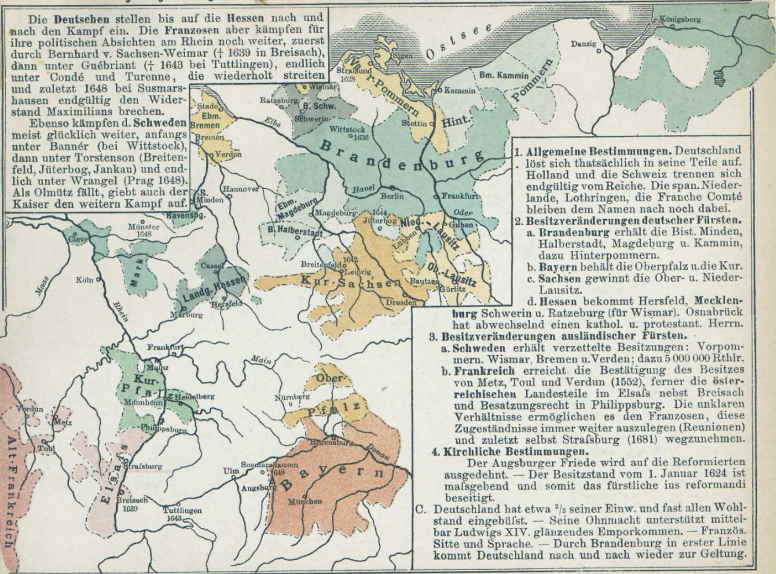 Die Deutschen stellen bis auf die Hessen nach und
nach den Kampf ein. Die Franzosen aber kämpfen für
ihre politischen Absichten am Rhein noch weiter, zuerst
durch Bernhard v. Sachsen-Weimar († 1639 in Breisach),
dann unter Guébriant († 1643 bei Tuttlingen), endlich
unter Condé und Turenne, die wiederholt streiten
und zuletzt 1648 bei Susmars-
hausen endgültig den Wider-
stand Maximilians brechen.
Ebenso kämpfen d. Schweden
meist glücklich weiter, anfangs
unter Bannér (bei Wittstock),
dann unter Torstenson (Breiten-
feld, Jüterbog, Jankau) und end-
lich unter Wrangel (Prag 1648).
Als Olmütz fällt, giebt auch der
Kaiser den weitern Kampf auf.
Ostsee
Königsberg
Danzig
Rügen
Stralsund
1628
Vor
Pommern
Bm. Kammin
Kammin
Pommern
Hint.
Stettin
Wismar
Ratzeburg
B. Schw.
Schwerin
Stade
Ebm.
Bremen
Bremen
Verden
Elbe
Wittstock
1636
Brandenburg
Havel
Berlin
Frankfurt
Oder
Guben
Hannover
Minden
Ravensbg.
Ebm.
Magdeburg
Magdeburg
B. Halberstadt
1644
Jüterbog
Nied.
Lausitz
Lübben
Münster
1648
Cleve
Mark
Maas
Köln
Rhein
Cassel
Landg. Hessen
Hersfeld
Marburg
Breitenfeld
1642
Leipzig
Kur-Sachsen
Dresden
Ob.-Lausitz
Bautzen
Görlitz
Frankfurt
Mainz
Main
Kur-
Pfalz
Mannheim
Heidelberg
Philippsburg
Nürnberg
Ober-
Pfalz
Regensburg
Donau
Verdun
Metz
Toul
Alt-Frankreich
Elsass
Strafsburg
Breisach
1639
Tuttlingen
1643
Ulm
Susmarshausen
1648
Augsburg
Bayern
München
1. Allgemeine Bestimmungen. Deutschland
löst sich thatsächlich in seine Teile auf.
Holland und die Schweiz trennen sich
endgültig vom Reiche. Die span. Nieder-
lande, Lothringen, die Franche Comté
bleiben dem Namen nach noch dabei.
2. Besitzveränderungen deutscher Fürsten.
a. Brandenburg erhält die Bist. Minden,
Halberstadt, Magdeburg u. Kammin,
dazu Hinterpommern.
b. Bayern behält die Oberpfalz u. die Kur.
c. Sachsen gewinnt die Ober- u. Nieder-
Lausitz.
d. Hessen bekommt Hersfeld, Mecklen-
burg Schwerin u. Ratzeburg (für Wismar). Osnabrück
hat abwechselnd einen kathol. u. protestant. Herrn.
3. Besitzveränderungen ausländischer Fürsten.
a. Schweden erhält verzettelte Besitzungen: Vorpom-
mern. Wismar, Bremen u. Verden; dazu 5 000 000 Rthlr.
b. Frankreich erreicht die Bestätigung des Besitzes
von Metz, Toul und Verdun (1552), ferner die öster-
reichischen Landesteile im Elsafs nebst Breisach
und Besatzungsrecht in Philippsburg. Die unklaren
Verhältnisse ermöglichen es den Franzosen, diese
Zugeständnisse immer weiter auszulegen (Reunionen)
und zuletzt selbst Strafsburg (1681) wegzunehmen.
4. Kirchliche Bestimmungen.
Der Augsburger Friede wird auf die Reformierten
ausgedehnt. — Der Besitzstand vom 1. Januar 1624 ist
mafsgebend und somit das fürstliche ius reformandi
beseitigt.
C. Deutschland hat etwa ²/₃ seiner Einw. und fast allen Wohl-
stand eingebüfst. — Seine Ohnmacht unterstützt mittel-
bar Ludwigs XIV. glänzendes Emporkommen. — Französ.
Sitte und Sprache. — Durch Brandenburg in erster Linie
kommt Deutschland nach und nach wieder zur Geltung.